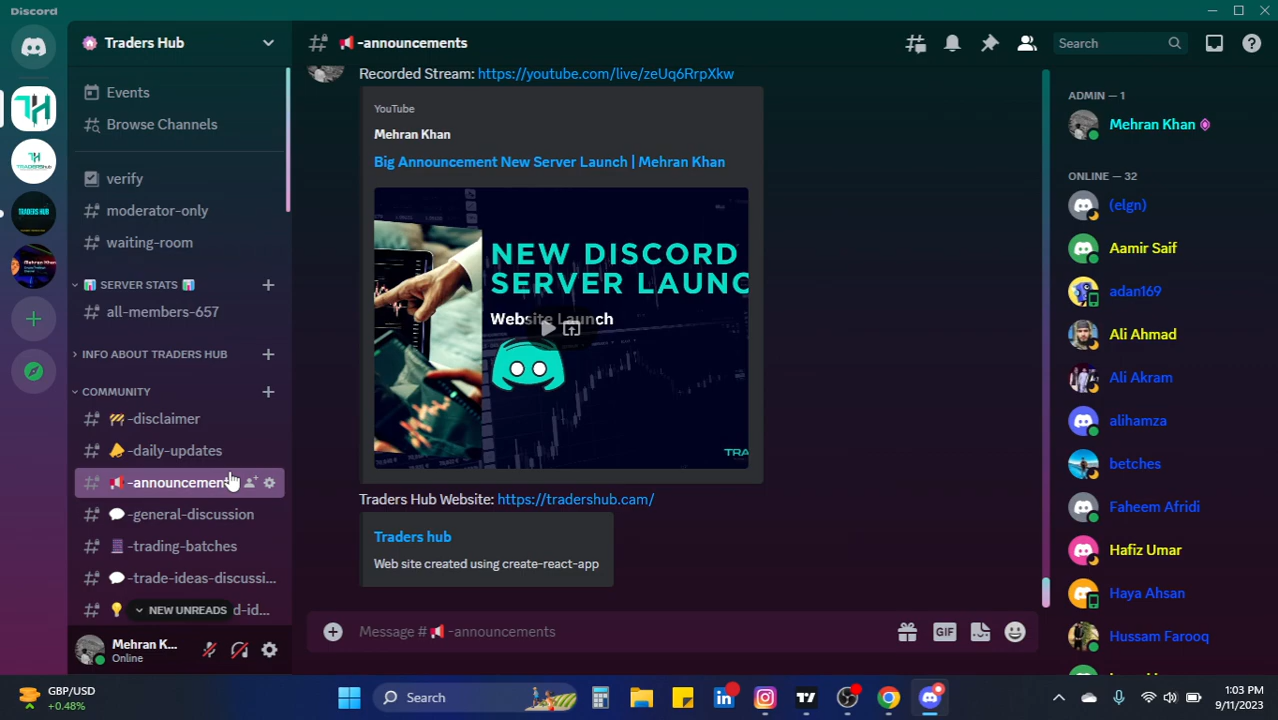 Discord
Traders Hub
Events
Browse Channels
verify
moderator-only
waiting-room
SERVER STATS
all-members-657
INFO ABOUT TRADERS HUB
COMMUNITY
-disclaimer
-daily-updates
-announcement
-general-discussion
-trading-batches
-trade-ideas-discussi...
NEW UNREADS
d-id...
Mehran K...
Online
-announcements
Search
Recorded Stream: https://youtube.com/live/zeUq6RrpXkw
YouTube
Mehran Khan
Big Announcement New Server Launch | Mehran Khan
NEW DISCORD
SERVER LAUNC
Website Launch
TRA
Traders Hub Website: https://tradershub.cam/
Traders hub
Web site created using create-react-app
Message # -announcements
GIF
ADMIN — 1
Mehran Khan
ONLINE — 32
(elgn)
Aamir Saif
adan169
Ali Ahmad
Ali Akram
alihamza
betches
Faheem Afridi
Hafiz Umar
Haya Ahsan
Hussam Farooq
GBP/USD
+0.48%
Search
1:03 PM
9/11/2023